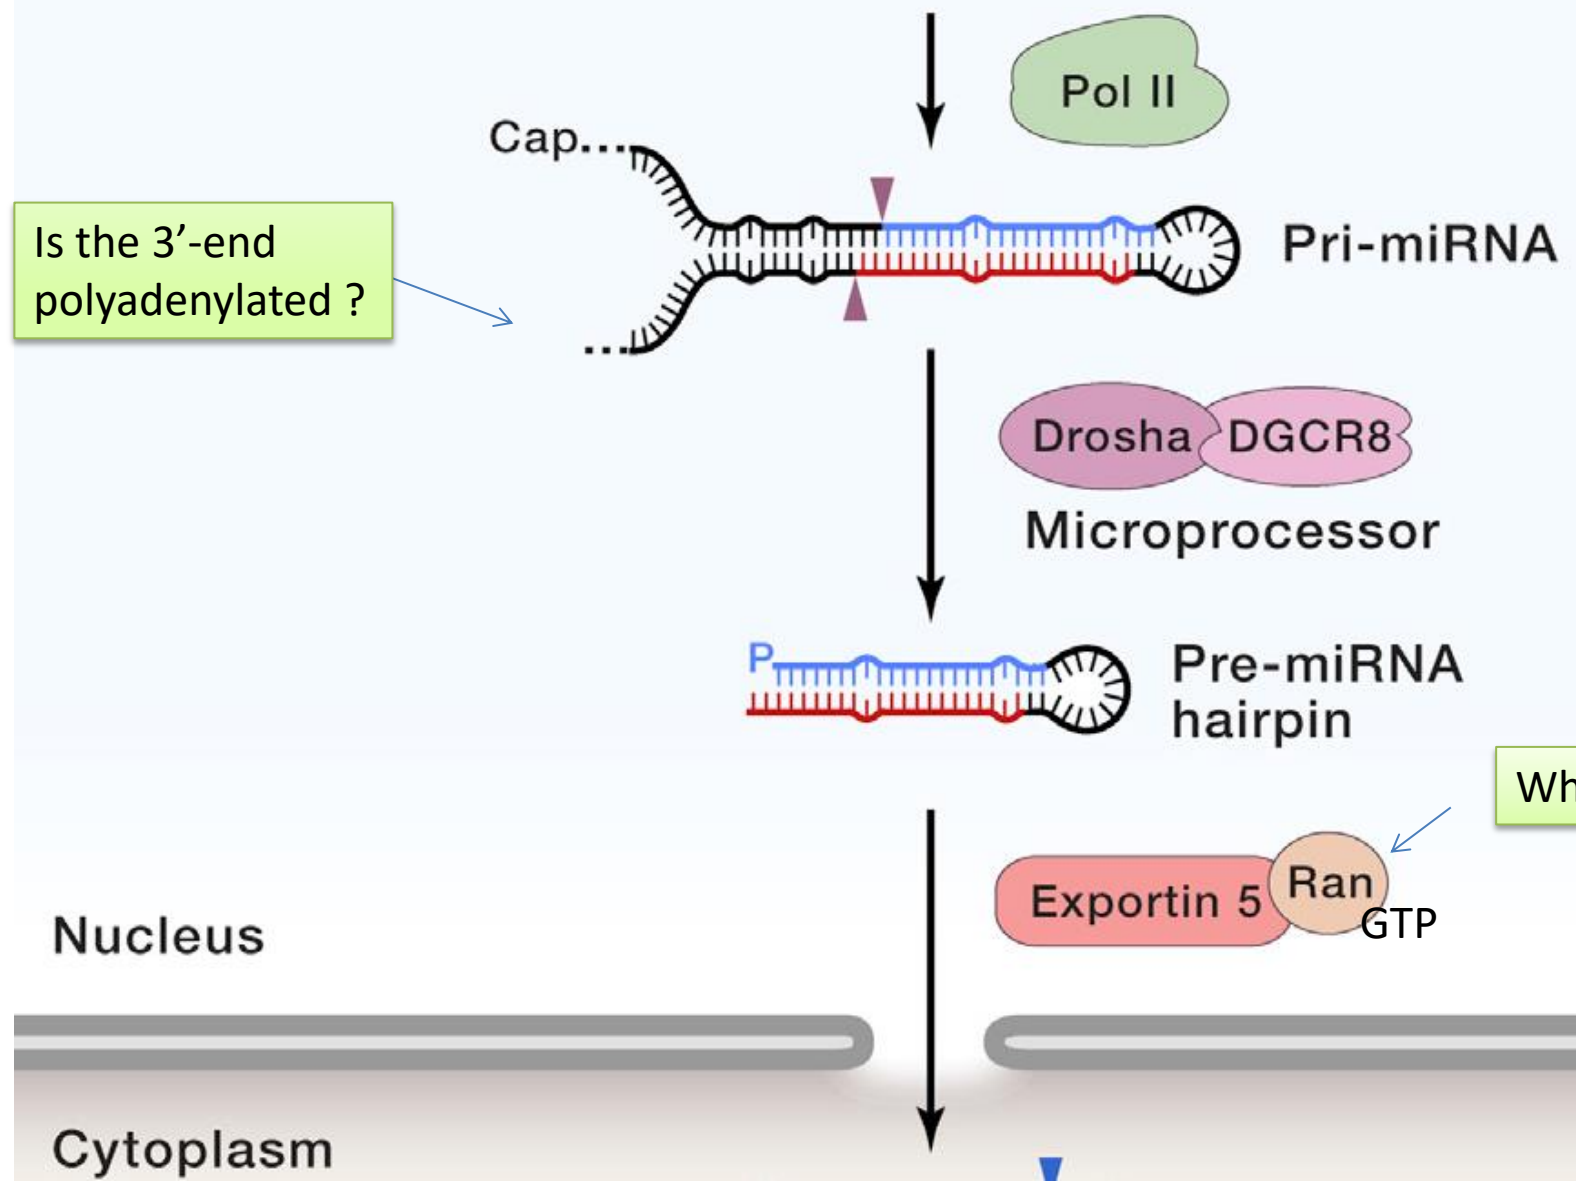 Pol II
Cap...
Is the 3’-end
polyadenylated ?
Pri-miRNA
...
Drosha
DGCR8
Microprocessor
P
Pre-miRNA
hairpin
Wh
Exportin 5
Ran
GTP
Nucleus
Cytoplasm